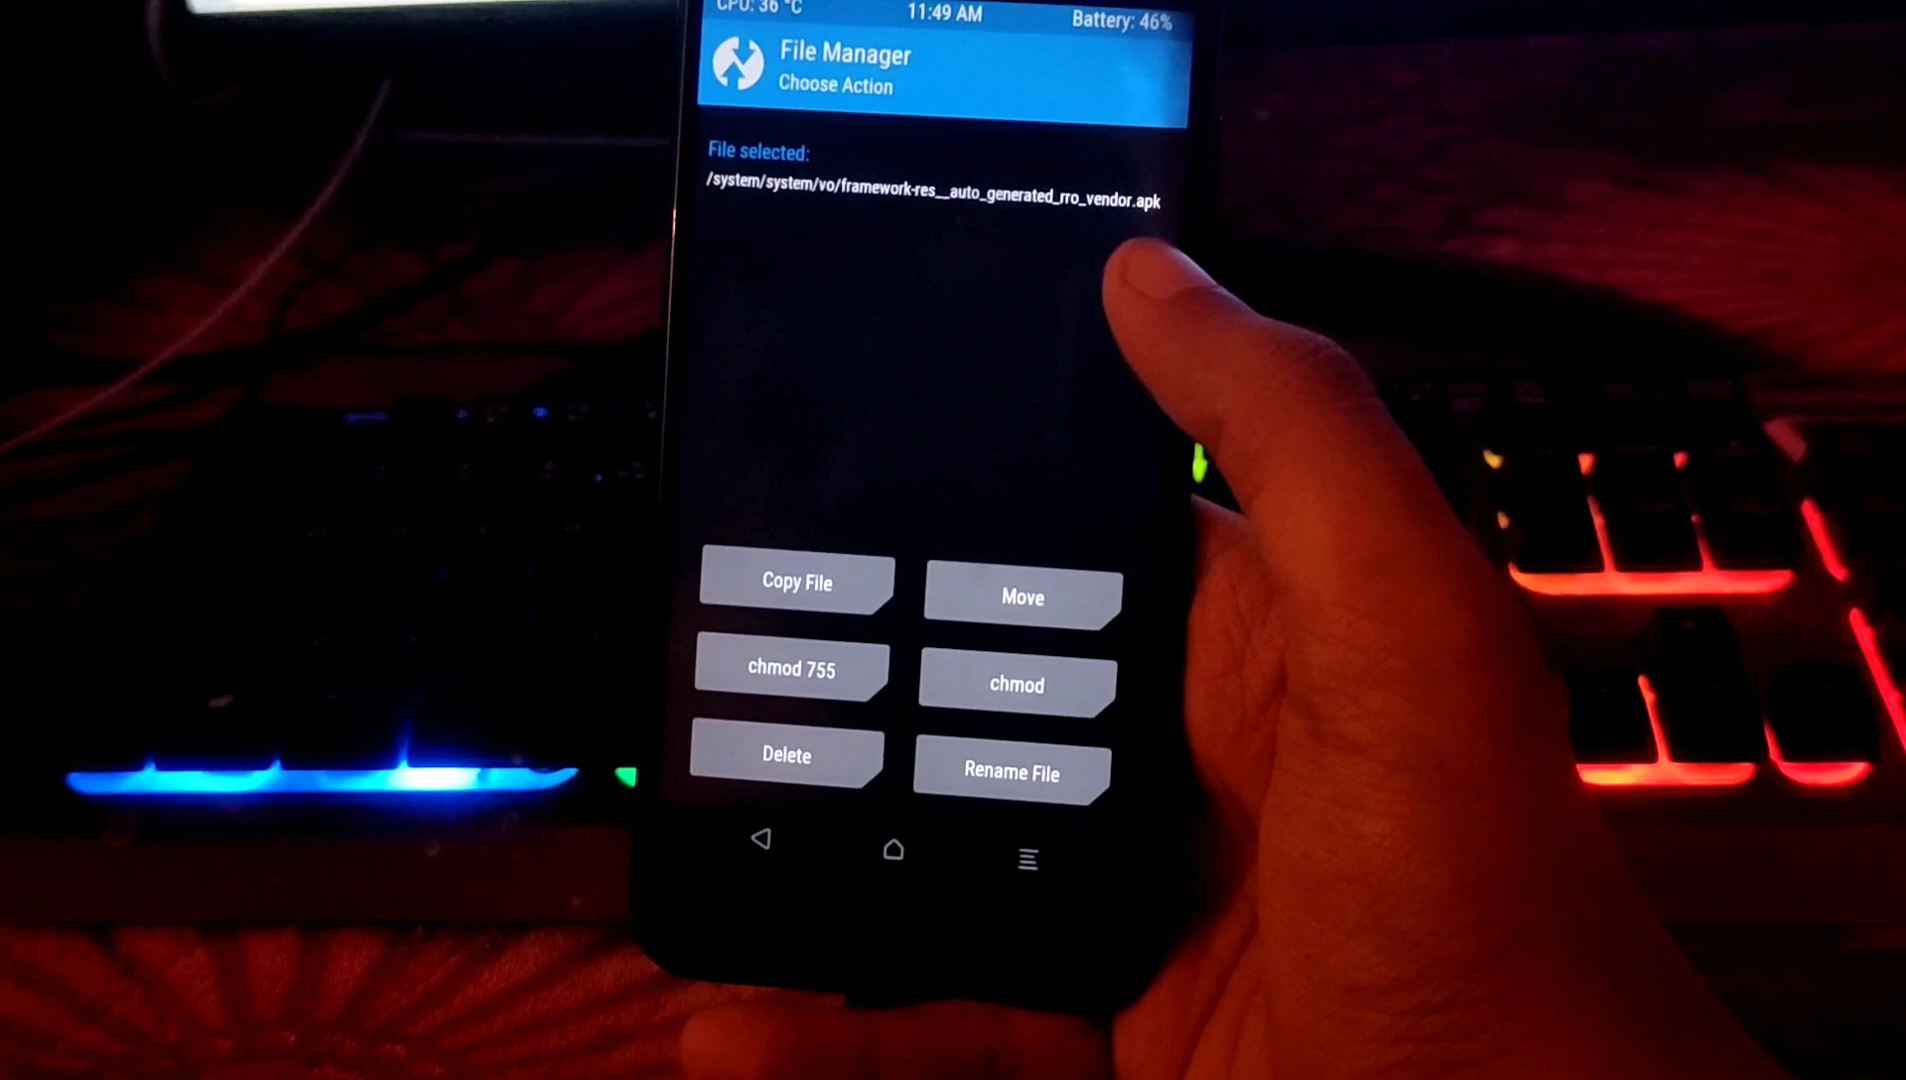 CPU: 36 °C
11:49 AM
Battery: 46%
File Manager
Choose Action
File selected:
/system/system/vo/framework-res__auto_generated_rro_vendor.apk
Copy File
Move
chmod 755
chmod
Delete
Rename File